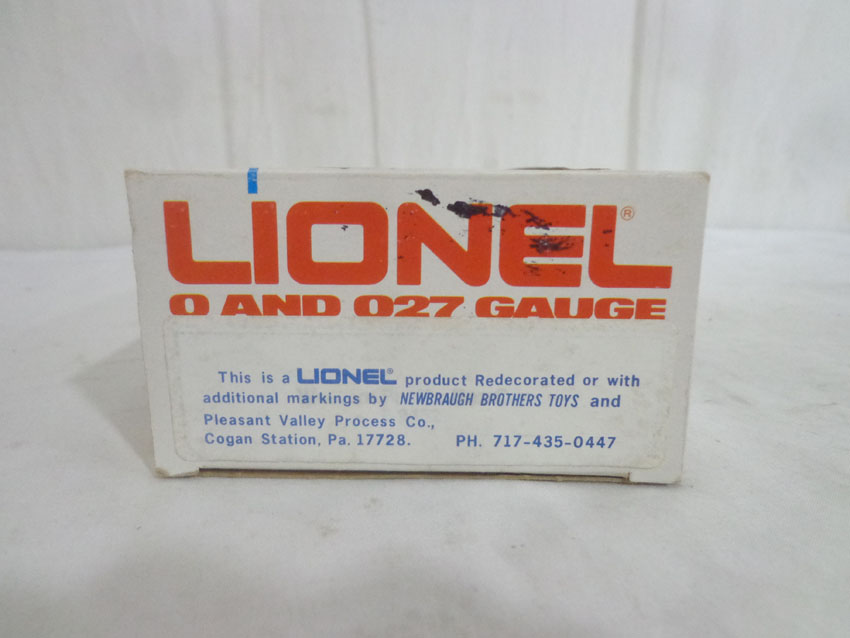 LIONEL®
O AND O27 GAUGE
This is a LIONEL® product Redecorated or with
additional markings by NEWBRAUGH BROTHERS TOYS and
Pleasant Valley Process Co.,
Cogan Station, Pa. 17728. PH. 717-435-0447